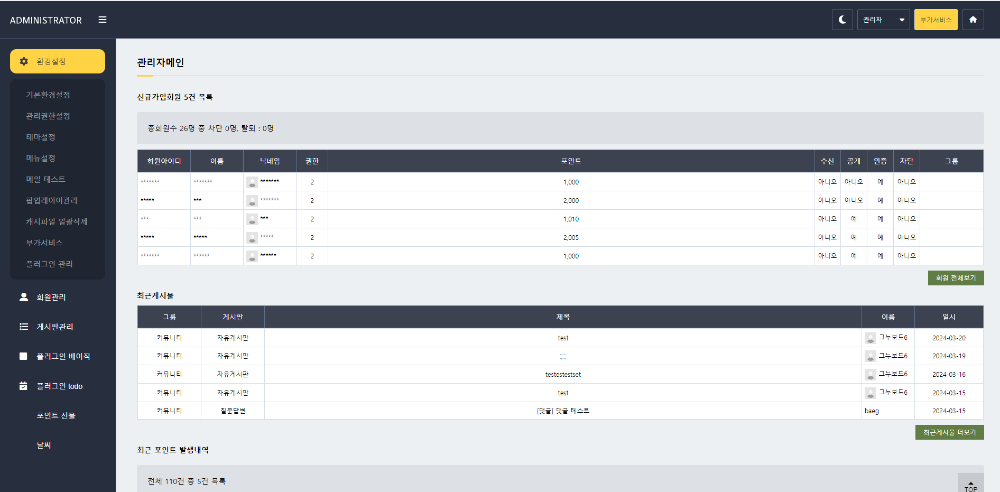 ADMINISTRATOR
관리자
부가서비스
환경설정
기본환경설정
관리권한설정
테마설정
메뉴설정
메일 테스트
팝업레이어관리
캐시파일 일괄삭제
부가서비스
플러그인 관리
회원관리
게시판관리
플러그인 베이직
플러그인 todo
포인트 선물
날씨
관리자메인
신규가입회원 5건 목록
총회원수 26명 중 차단 0명, 탈퇴 : 0명
회원아이디 이름 닉네임 권한 포인트 수신 공개 인증 차단 그룹
******* ******* ******* 2 1,000 아니오 아니오 예 아니오
***** *** ******* 2 2,000 아니오 아니오 예 아니오
*** *** *** 2 1,010 아니오 예 예 아니오
***** ***** ***** 2 2,005 아니오 예 예 아니오
******* ****** ****** 2 1,000 아니오 예 예 아니오
회원 전체보기
최근게시물
그룹 게시판 제목 이름 일시
커뮤니티 자유게시판 test 그누보드6 2024-03-20
커뮤니티 자유게시판 ;;;;; 그누보드6 2024-03-19
커뮤니티 자유게시판 testestestset 그누보드6 2024-03-16
커뮤니티 자유게시판 test 그누보드6 2024-03-15
커뮤니티 질문답변 [댓글] 댓글 테스트 baeg 2024-03-15
최근게시물 더보기
최근 포인트 발생내역
전체 110건 중 5건 목록
TOP